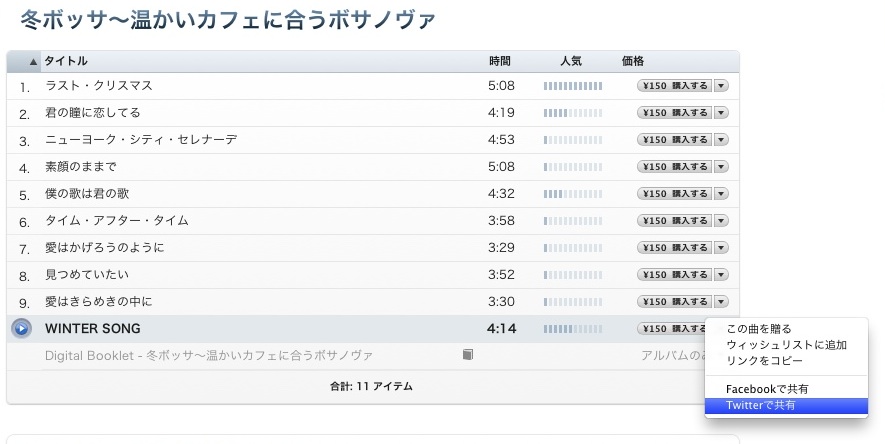 冬ボッサ〜温かいカフェに合うボサノヴァ
▲ タイトル 時間 人気 価格
1. ラスト・クリスマス 5:08 ¥150 購入する
2. 君の瞳に恋してる 4:19 ¥150 購入する
3. ニューヨーク・シティ・セレナーデ 4:53 ¥150 購入する
4. 素顔のままで 5:08 ¥150 購入する
5. 僕の歌は君の歌 4:32 ¥150 購入する
6. タイム・アフター・タイム 3:58 ¥150 購入する
7. 愛はかげろうのように 3:29 ¥150 購入する
8. 見つめていたい 3:52 ¥150 購入する
9. 愛はきらめきの中に 3:30 ¥150 購入する
WINTER SONG 4:14 ¥150 購入する
Digital Booklet - 冬ボッサ〜温かいカフェに合うボサノヴァ アルバムのみ
合計: 11 アイテム
この曲を贈る
ウィッシュリストに追加
リンクをコピー
Facebookで共有
Twitterで共有